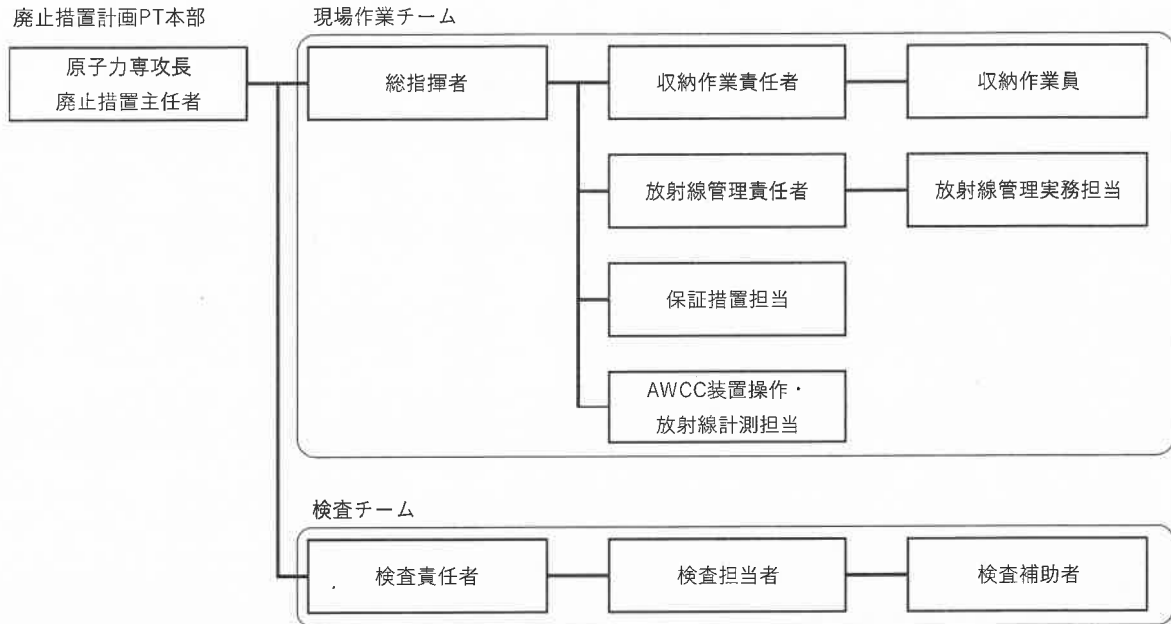 廃止措置計画PT本部
現場作業チーム
原子力専攻長
廃止措置主任者
総指揮者
収納作業責任者
収納作業員
放射線管理責任者
放射線管理実務担当
保証措置担当
AWCC装置操作・
放射線計測担当
検査チーム
検査責任者
検査担当者
検査補助者